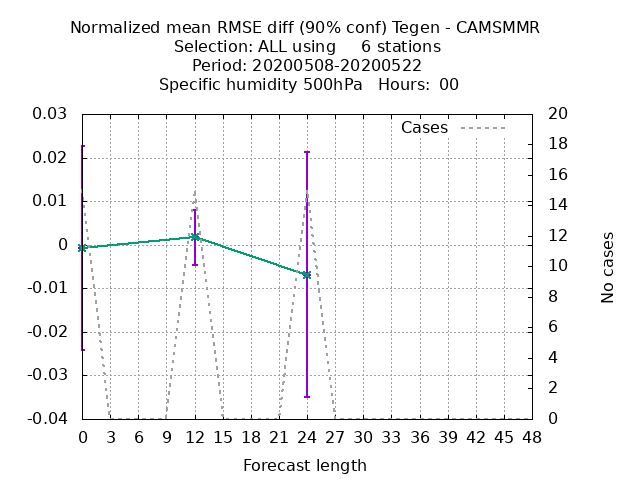 Normalized mean RMSE diff (90% conf) Tegen - CAMSMMR
Selection: ALL using     6 stations
Period: 20200508-20200522
Specific humidity 500hPa   Hours:  00
0.03
0.02
0.01
0
-0.01
-0.02
-0.03
-0.04
Cases
20
18
16
14
12
10
8
6
4
2
0
No cases
0 3 6 9 12 15 18 21 24 27 30 33 36 39 42 45 48
Forecast length